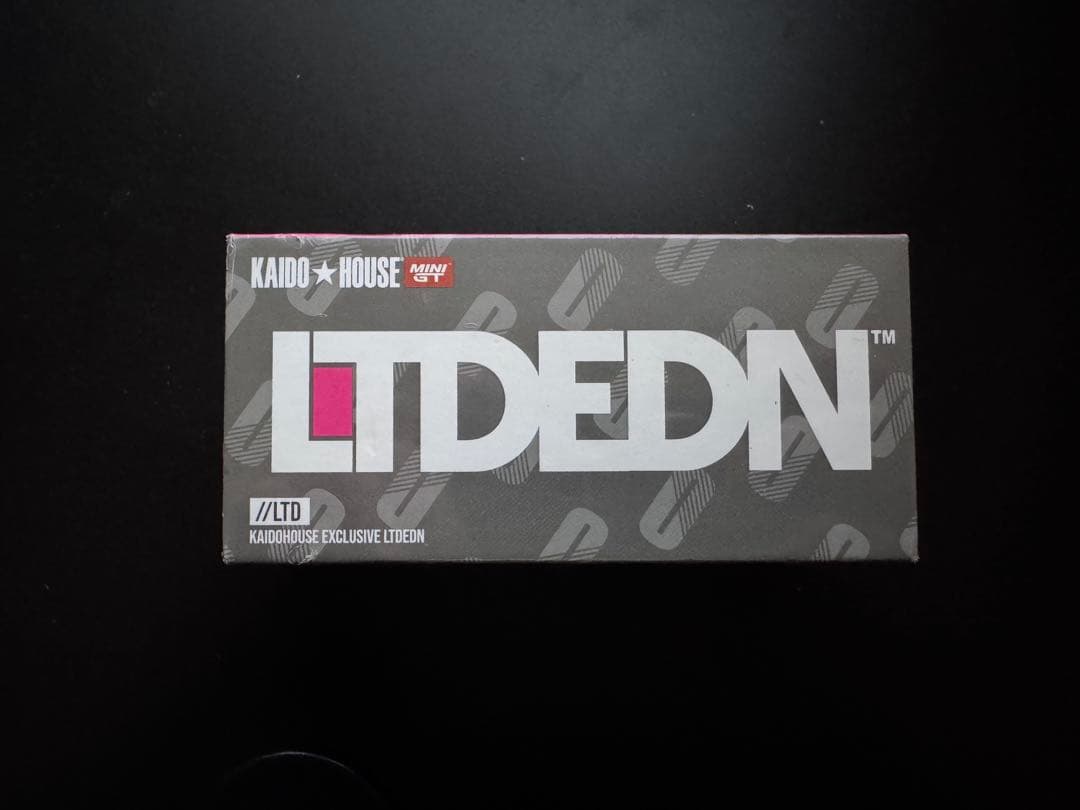 KAIDO★HOUSE MINI GT
LTDEDN™
//LTD
KAIDOHOUSE EXCLUSIVE LTDEDN